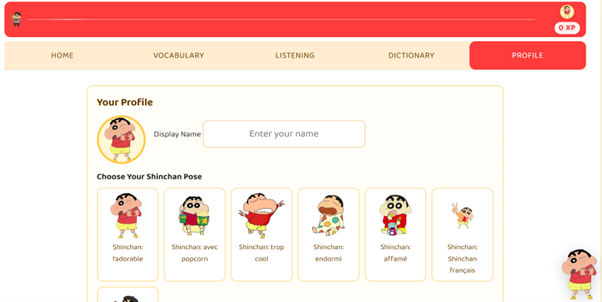 0 XP
HOME VOCABULARY LISTENING DICTIONARY PROFILE
Your Profile
Display Name Enter your name
Choose Your Shinchan Pose
Shinchan: l'adorable
Shinchan: avec popcorn
Shinchan: trop cool
Shinchan: endormi
Shinchan: affamé
Shinchan: Shinchan français